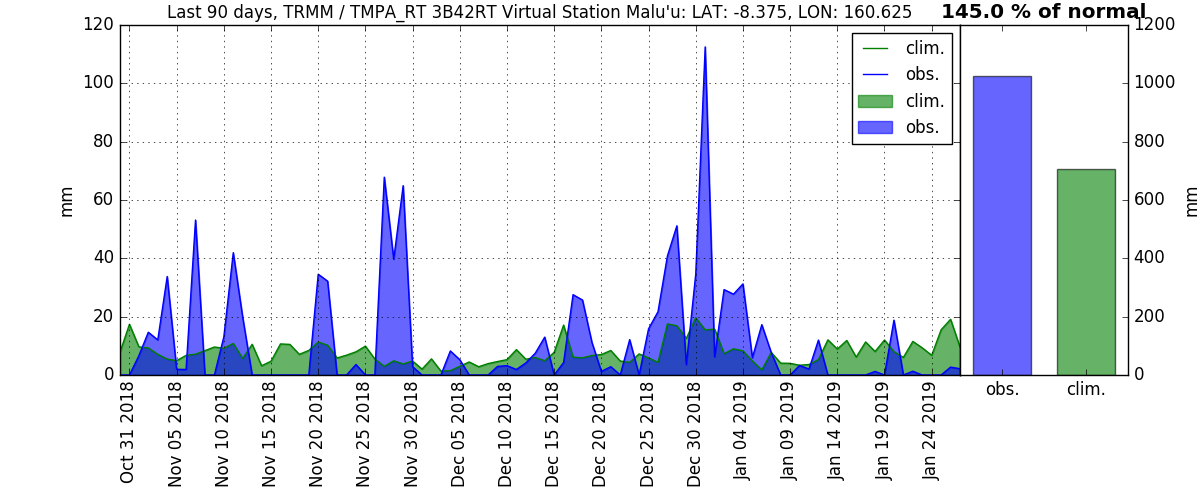 Last 90 days, TRMM / TMPA_RT 3B42RT Virtual Station Malu'u: LAT: -8.375, LON: 160.625
145.0 % of normal
120
100
80
60
40
20
0
mm
clim.
obs.
clim.
obs.
1200
1000
800
600
400
200
0
mm
obs.
clim.
Oct 31 2018
Nov 05 2018
Nov 10 2018
Nov 15 2018
Nov 20 2018
Nov 25 2018
Nov 30 2018
Dec 05 2018
Dec 10 2018
Dec 15 2018
Dec 20 2018
Dec 25 2018
Dec 30 2018
Jan 04 2019
Jan 09 2019
Jan 14 2019
Jan 19 2019
Jan 24 2019